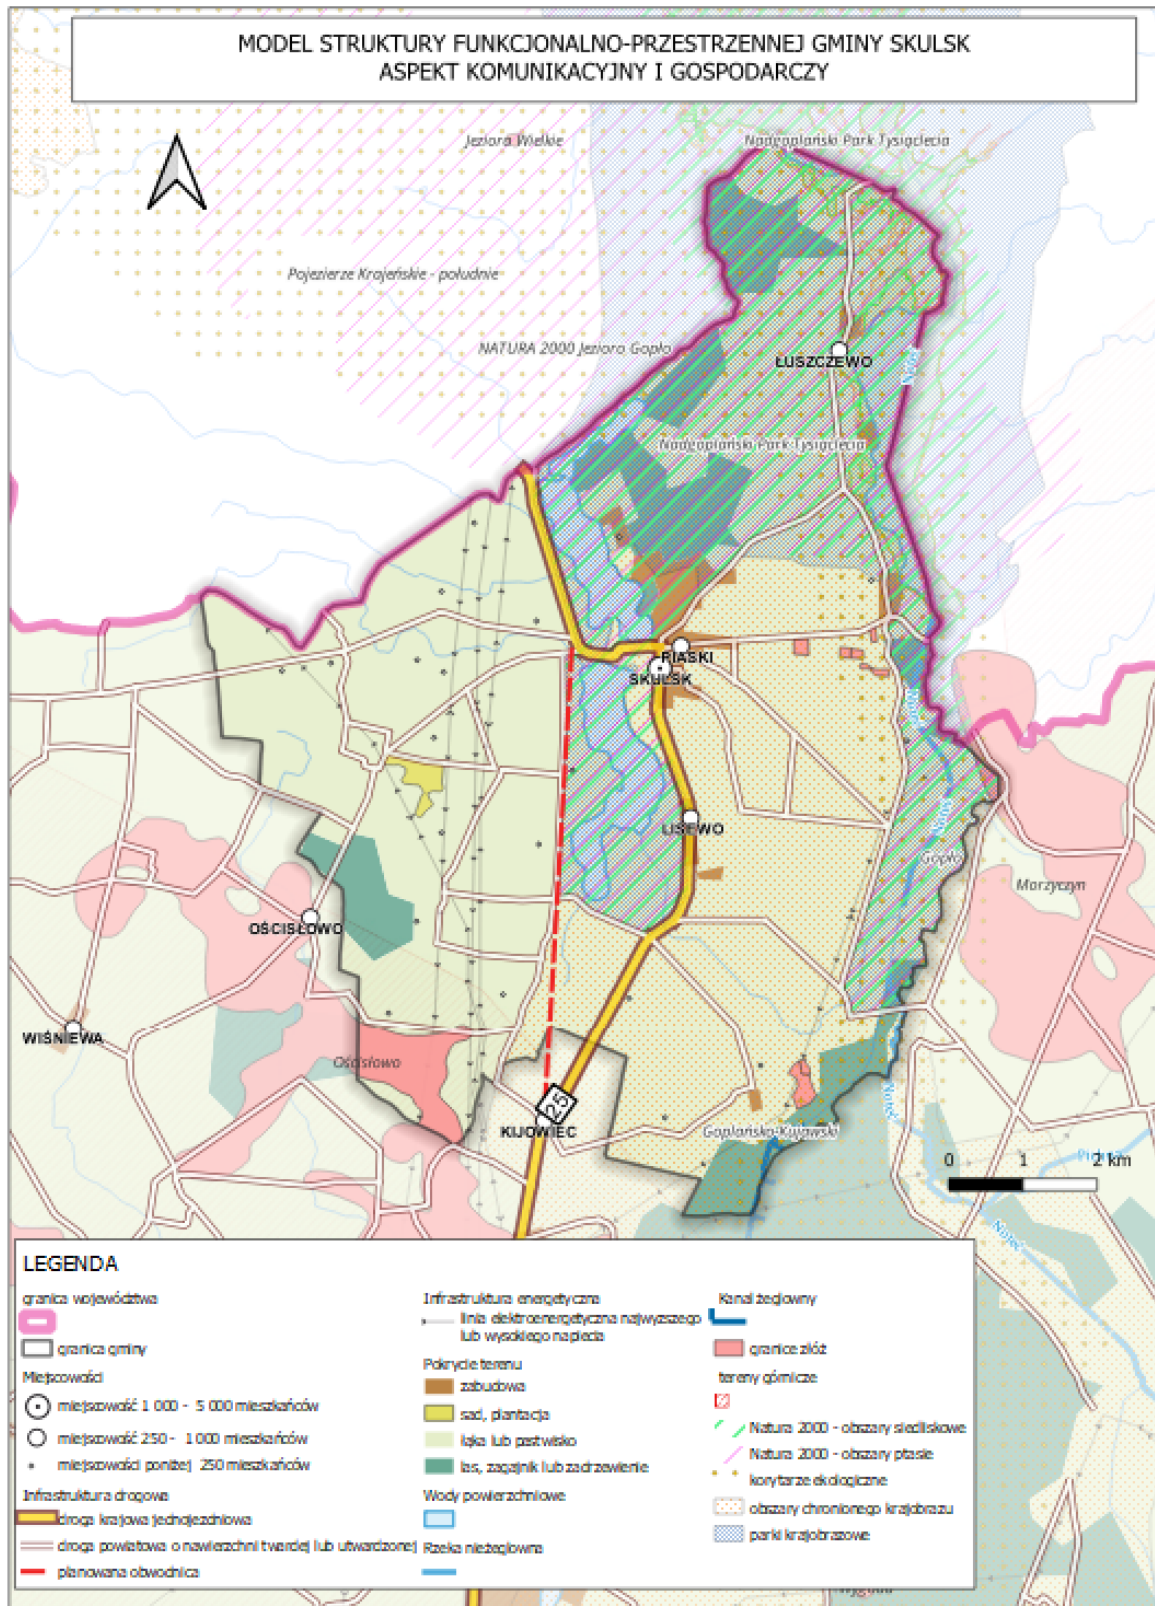 MODEL STRUKTURY FUNKCJONALNO-PRZESTRZENNEJ GMINY SKULSK
ASPEKT KOMUNIKACYJNY I GOSPODARCZY
Jeziora Wielkie
Nadgoplański Park Tysiąclecia
Pojezierze Krajeńskie - południe
NATURA 2000 Jezioro Gopło
ŁUSZCZEWO
Noteć
Nadgoplański Park Tysiąclecia
PIASKI
SKULSK
Noteć
LISEWO
Noteć
Gopło
Marzyczyn
OŚCISŁOWO
WIŚNIEWA
Ościsłowo
25
KIJOWIEC
Noteć
Goplańsko-Kujawski
0 1 2 km
Noteć
LEGENDA
granica województwa
granica gminy
Miejscowości
miejscowość 1 000 - 5 000 mieszkańców
miejscowość 250 - 1 000 mieszkańców
miejscowości poniżej 250 mieszkańców
Infrastruktura drogowa
droga krajowa jednojezdniowa
droga powiatowa o nawierzchni twardej lub utwardzonej
planowana obwodnica
Infrastruktura energetyczna
linia elektroenergetyczna najwyższego
lub wysokiego napięcia
Pokrycie terenu
zabudowa
sad, plantacja
łąka lub pastwisko
las, zagajnik lub zadrzewienie
Wody powierzchniowe
Rzeka nieżeglowna
Kanał żeglowny
granice złóż
tereny górnicze
Natura 2000 - obszary siedliskowe
Natura 2000 - obszary ptasie
korytarze ekologiczne
obszary chronionego krajobrazu
parki krajobrazowe